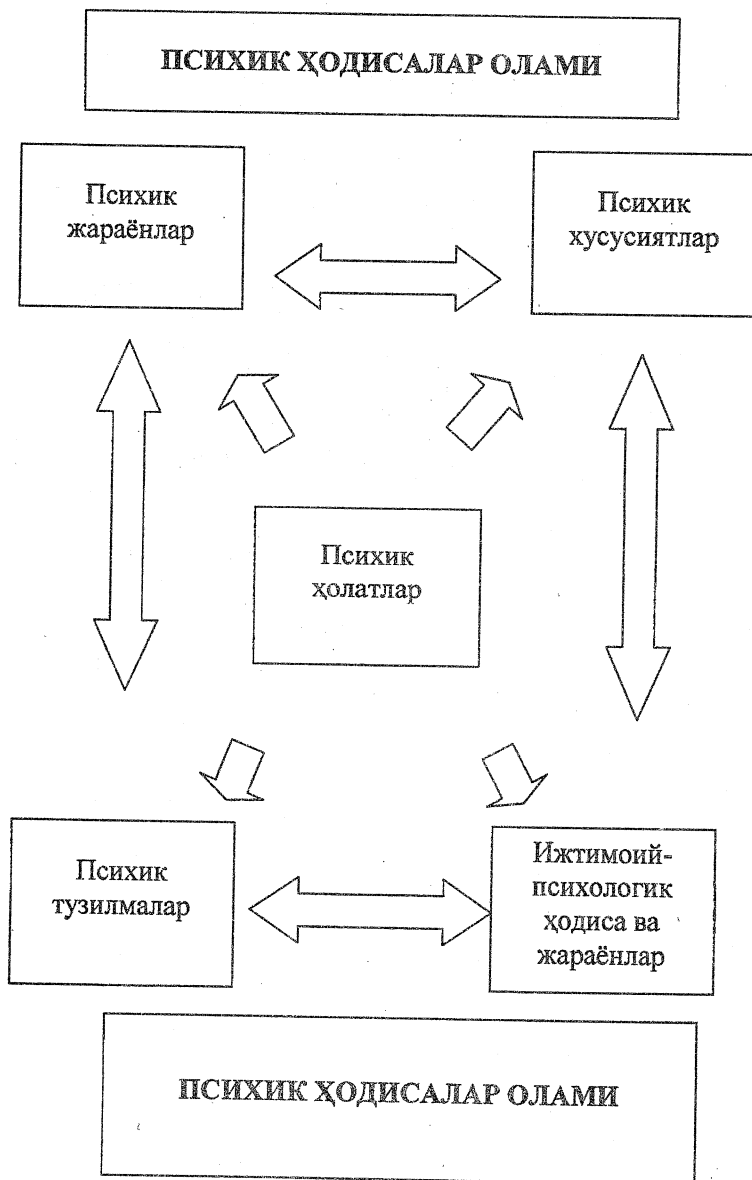 ПСИХИК ҲОДИСАЛАР ОЛАМИ
Психик
жараёнлар
Психик
хусусиятлар
Психик
ҳолатлар
Психик
тузилмалар
Ижтимоий-
психологик
ҳодиса ва
жараёнлар
ПСИХИК ҲОДИСАЛАР ОЛАМИ